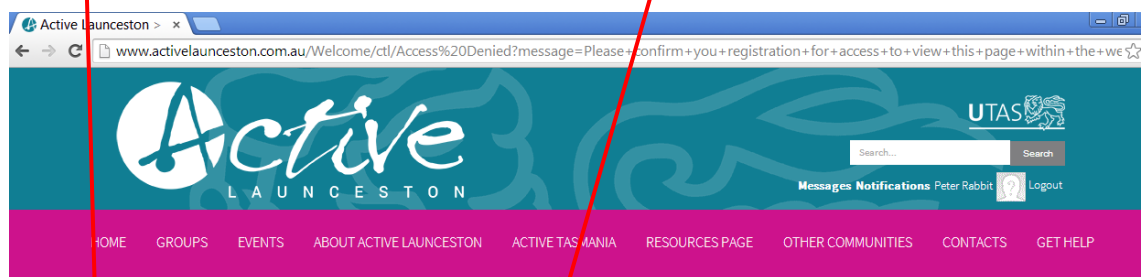 Active Launceston > ×
www.activelaunceston.com.au/Welcome/ctl/Access%20Denied?message=Please+confirm+you+registration+for+access+to+view+this+page+within+the+we
Active
LAUNCESTON
UTAS
Search... Search
Messages Notifications Peter Rabbit Logout
HOME GROUPS EVENTS ABOUT ACTIVE LAUNCESTON ACTIVE TASMANIA RESOURCES PAGE OTHER COMMUNITIES CONTACTS GET HELP